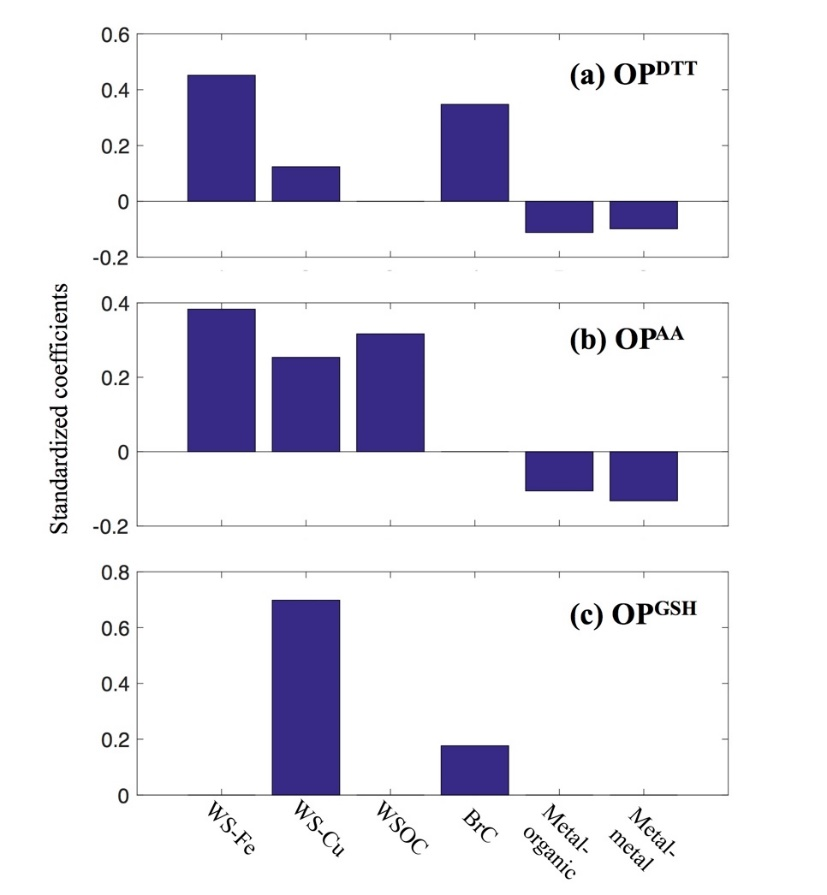 0.6
(a) OPDTT
0.4
0.2
0
-0.2
Standardized coefficients
0.4
(b) OPAA
0.2
0
-0.2
0.8
(c) OPGSH
0.6
0.4
0.2
0
WS-Fe
WS-Cu
WSOC
BrC
Metal-
organic
Metal-
metal